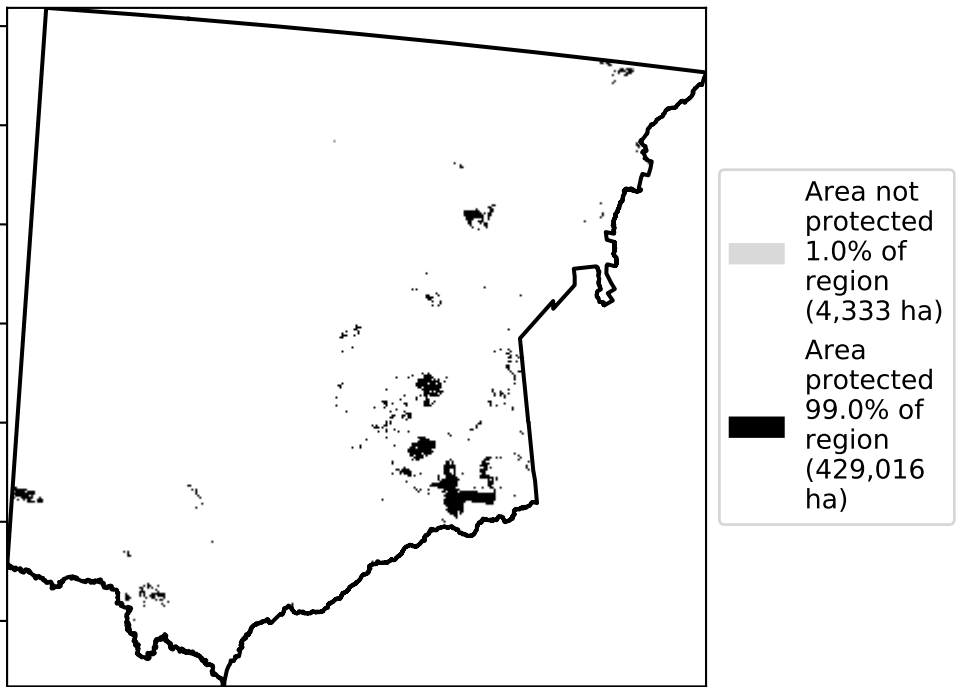 Area not
protected
1.0% of
region
(4,333 ha)
Area
protected
99.0% of
region
(429,016
ha)